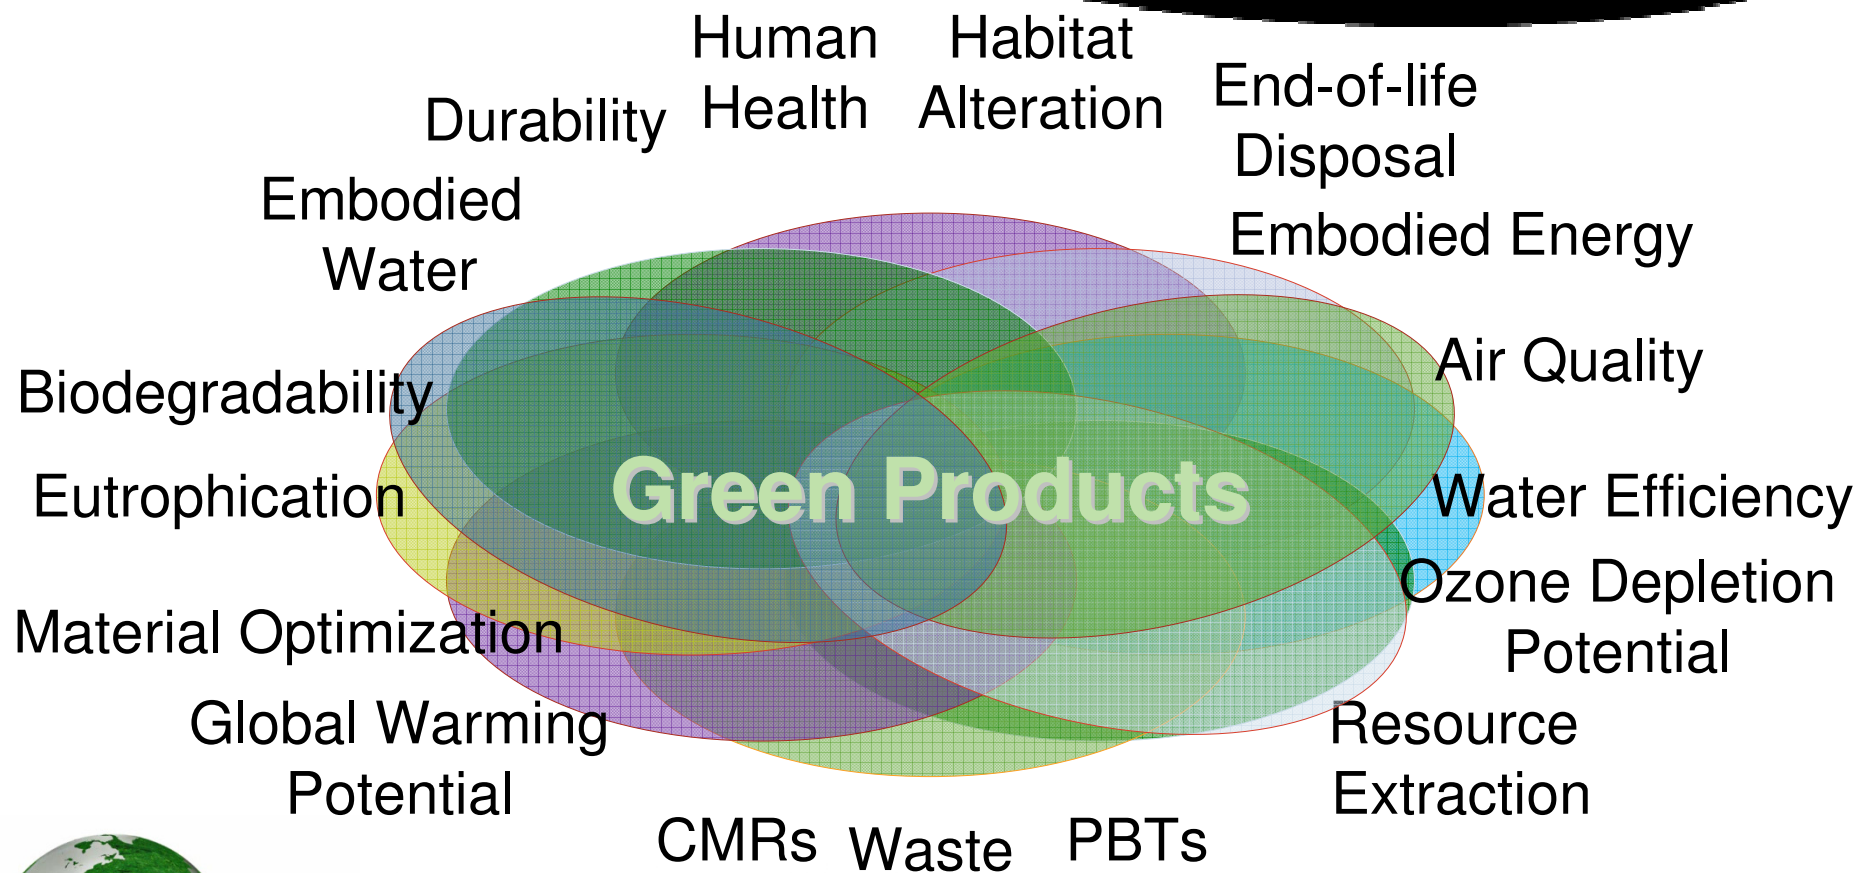 Human
Health
Habitat
Alteration
End-of-life
Disposal
Durability
Embodied
Water
Embodied Energy
Biodegradability
Air Quality
Eutrophication
Green Products
Water Efficiency
Ozone Depletion
Potential
Material Optimization
Global Warming
Potential
Resource
Extraction
CMRs
Waste
PBTs